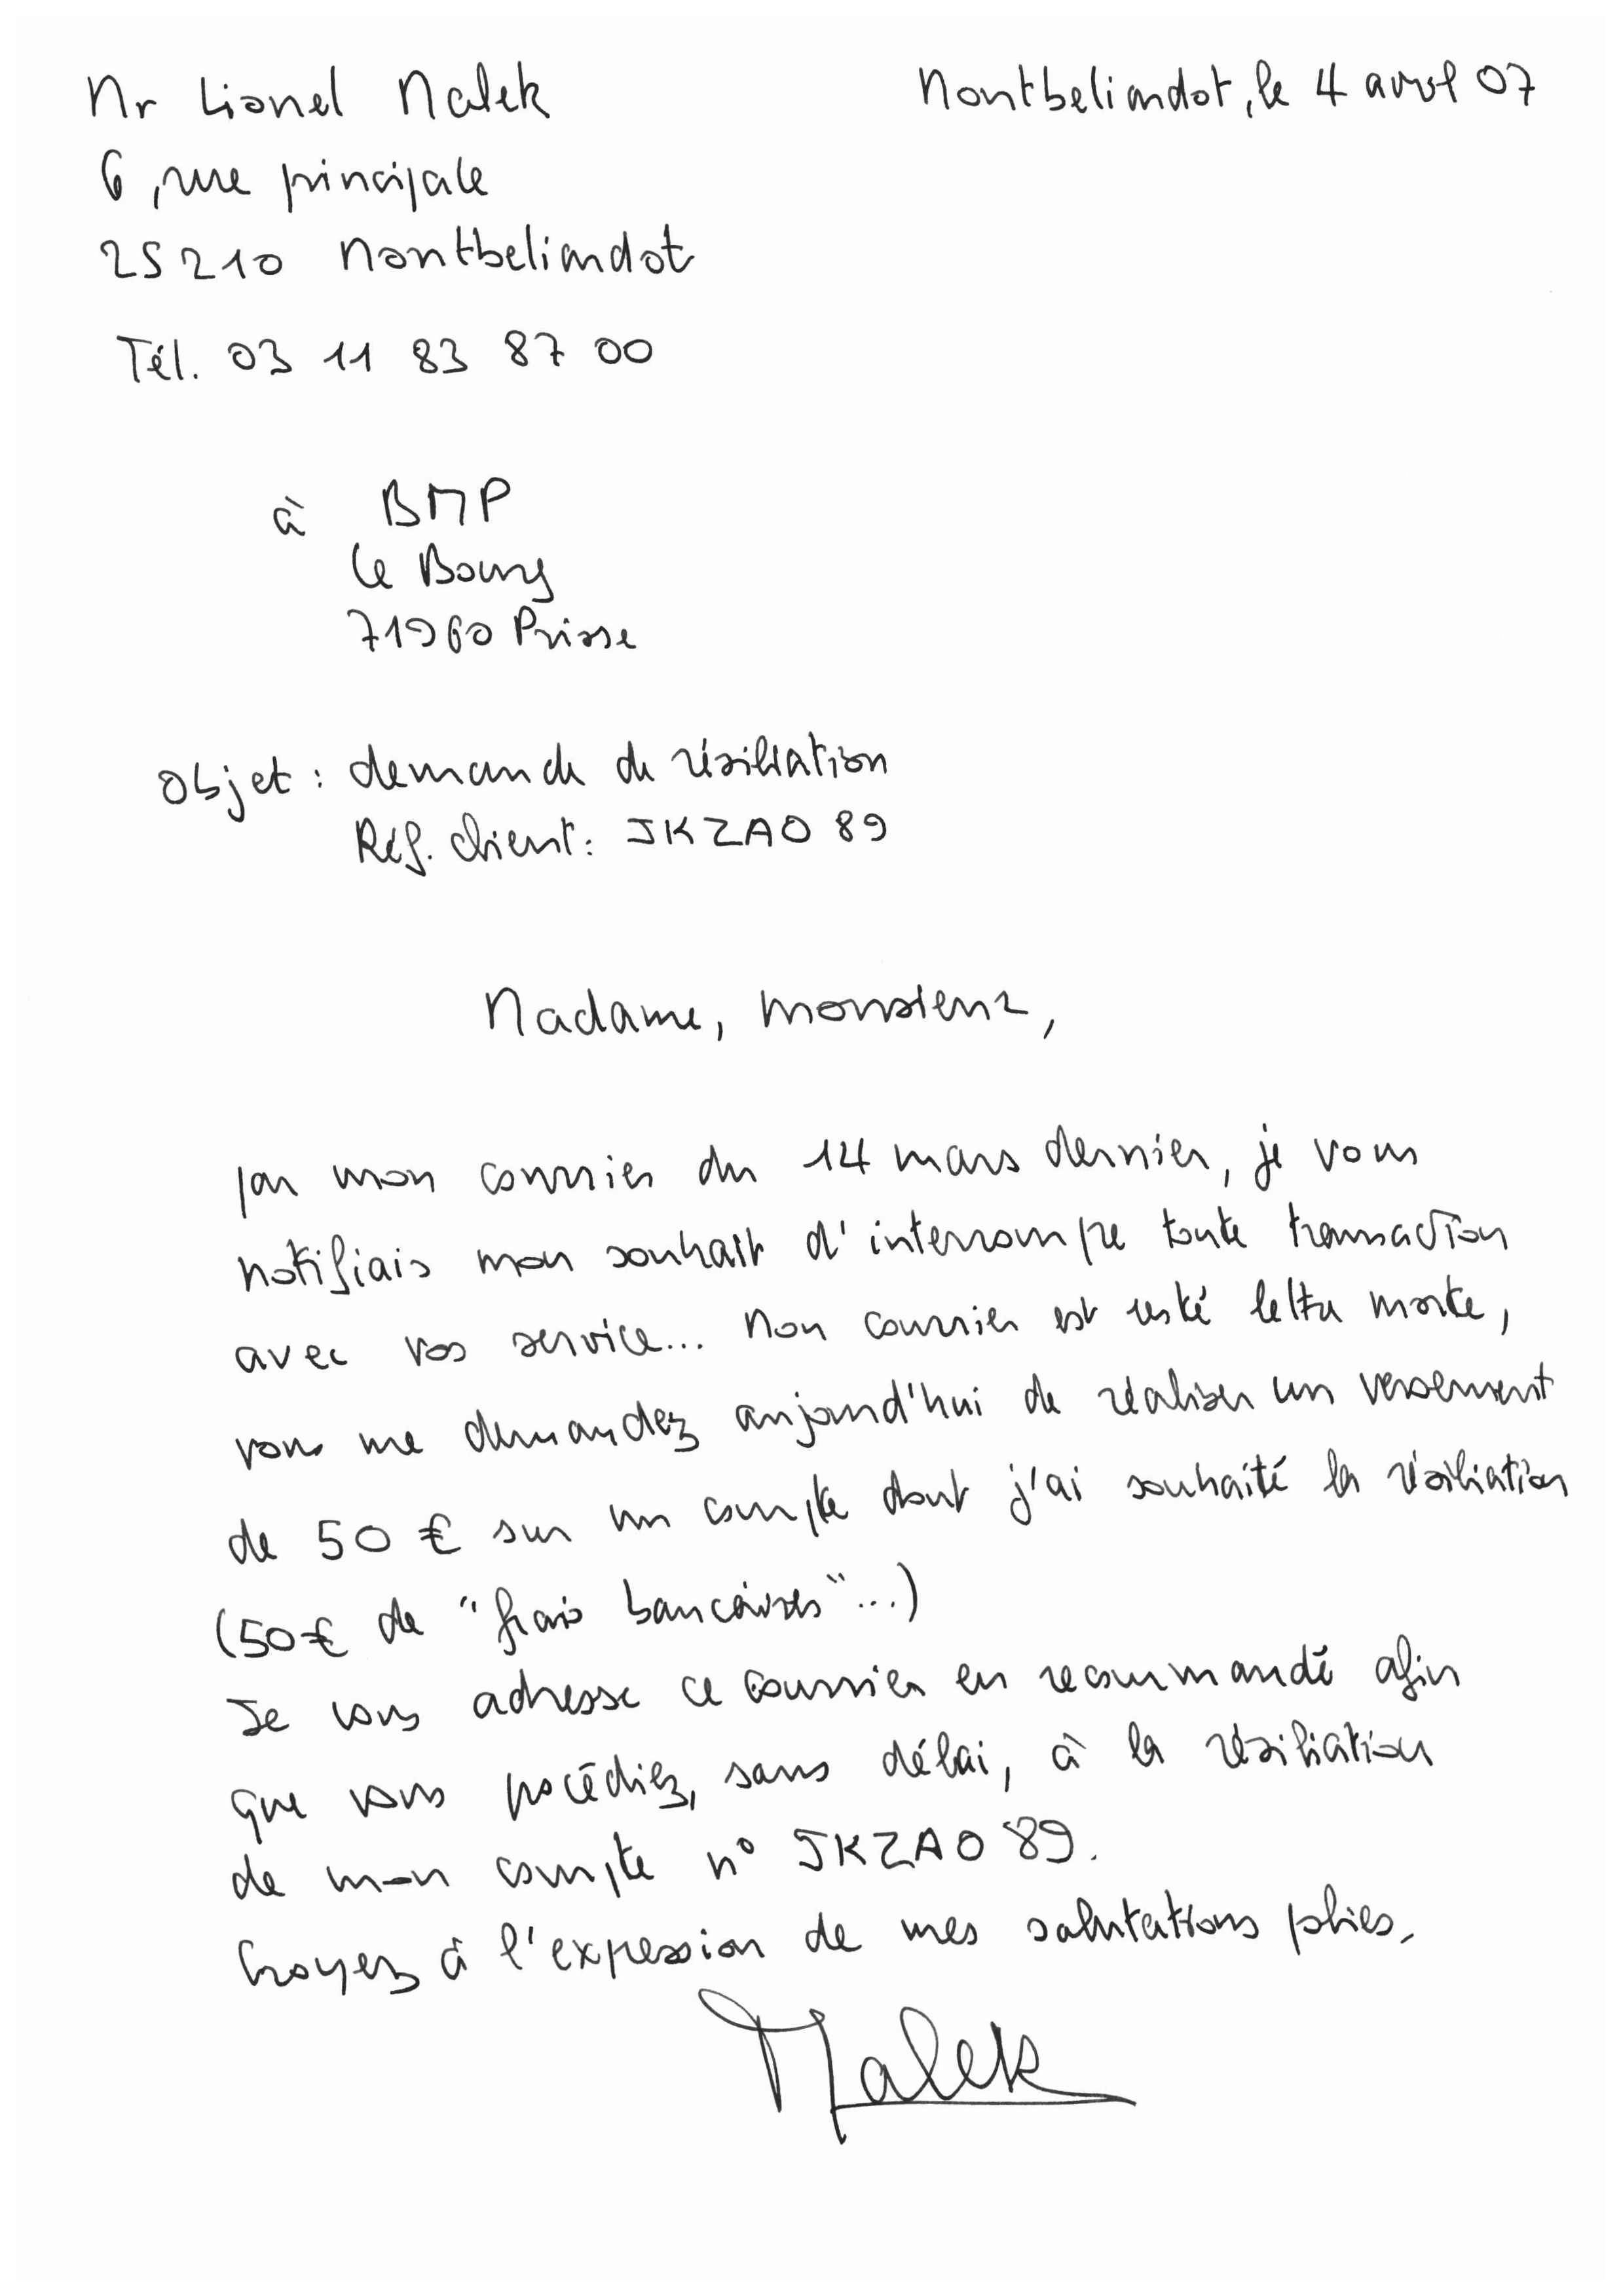 Mr Lionel Malek
Montbeliardot, le 4 avril 07
6, rue principale
25210 Montbeliardot
Tél. 03 11 83 87 00
à BMP
Le Bourg
71960 Prisse
Objet : demande de résiliation
Réf. client : JKZAO 89
Madame, monsieur,
par mon courrier du 14 mars dernier, je vous
notifiais mon souhait d'interrompre toute transaction
avec vos service... Mon courrier est resté lettre morte,
vous me demandez aujourd'hui de réaliser un versement
de 50 € sur un compte dont j'ai souhaité la résiliation
(50 € de "frais bancaires"...)
Je vous adresse ce courrier en recommandé afin
que vous procédiez, sans délai, à la résiliation
de mon compte n° JKZAO 89.
Croyez à l'expression de mes salutations polies.
Malek